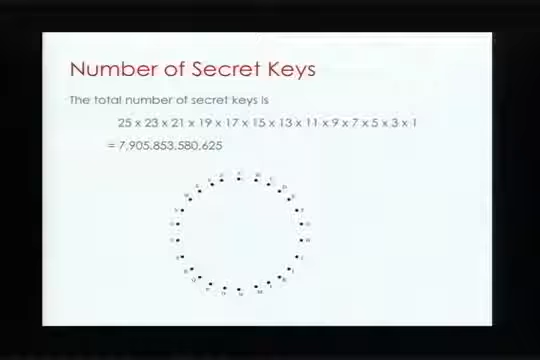 Number of Secret Keys
The total number of secret keys is
25 x 23 x 21 x 19 x 17 x 15 x 13 x 11 x 9 x 7 x 5 x 3 x 1
= 7,905,853,580,625